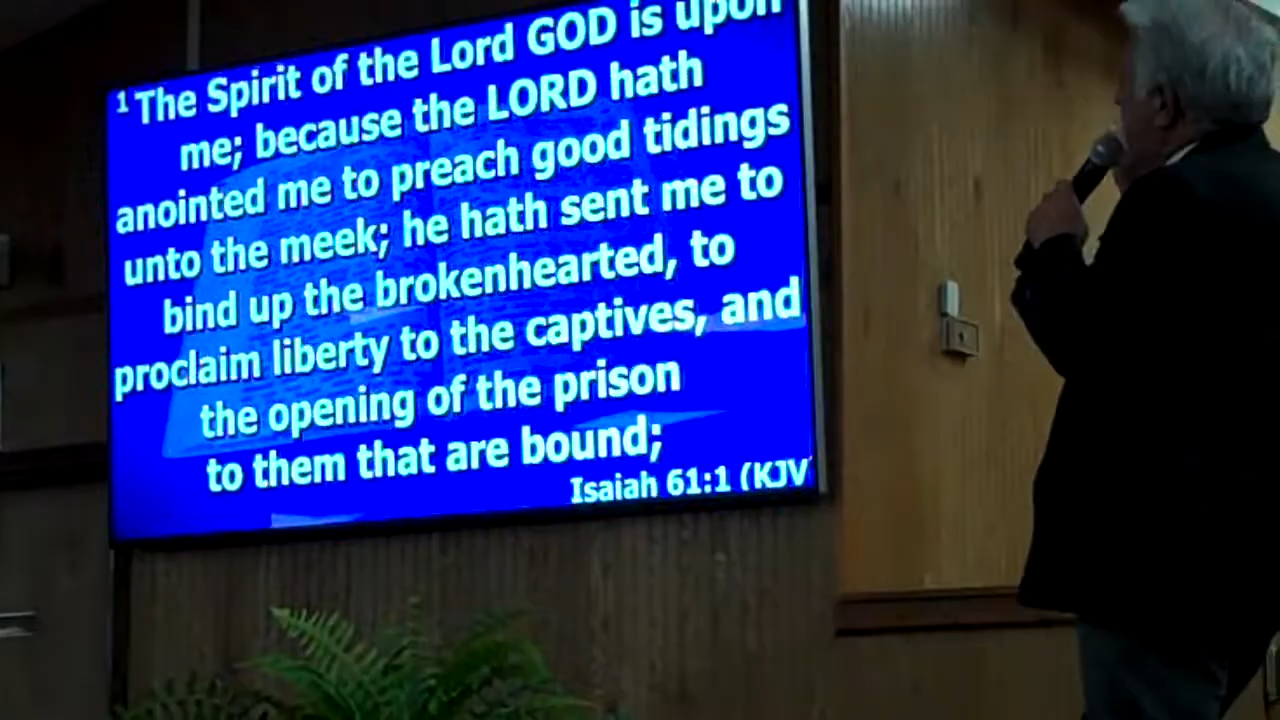 1 The Spirit of the Lord GOD is upon
me; because the LORD hath
anointed me to preach good tidings
unto the meek; he hath sent me to
bind up the brokenhearted, to
proclaim liberty to the captives, and
the opening of the prison
to them that are bound;
Isaiah 61:1 (KJV